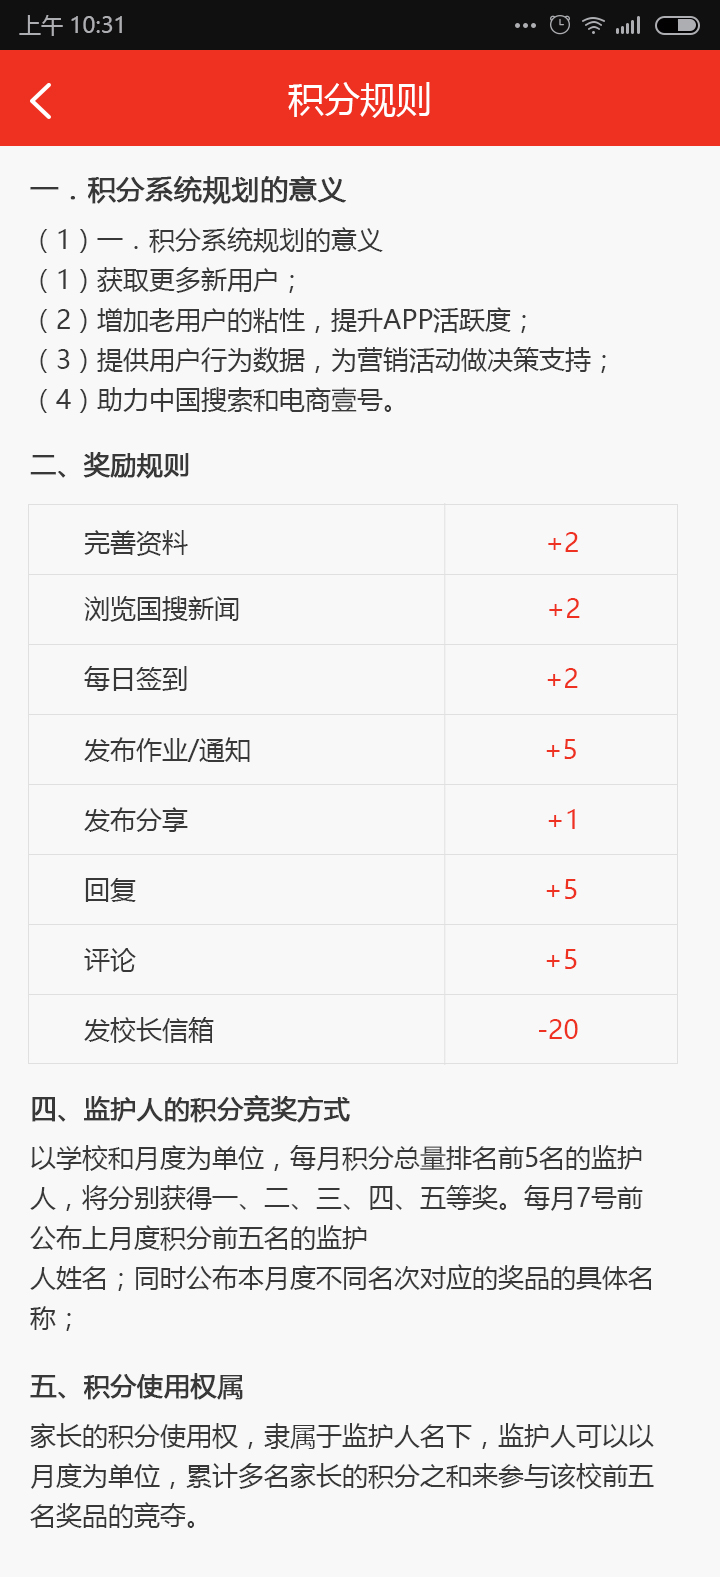 上午 10:31
积分规则
一．积分系统规划的意义
（1）一．积分系统规划的意义
（1）获取更多新用户；
（2）增加老用户的粘性，提升APP活跃度；
（3）提供用户行为数据，为营销活动做决策支持；
（4）助力中国搜索和电商壹号。
二、奖励规则
完善资料 +2
浏览国搜新闻 +2
每日签到 +2
发布作业/通知 +5
发布分享 +1
回复 +5
评论 +5
发校长信箱 -20
四、监护人的积分竞奖方式
以学校和月度为单位，每月积分总量排名前5名的监护
人，将分别获得一、二、三、四、五等奖。每月7号前
公布上月度积分前五名的监护
人姓名；同时公布本月度不同名次对应的奖品的具体名
称；
五、积分使用权属
家长的积分使用权，隶属于监护人名下，监护人可以以
月度为单位，累计多名家长的积分之和来参与该校前五
名奖品的竞夺。